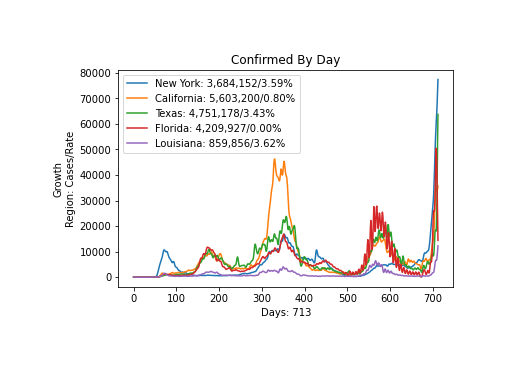 Confirmed By Day
80000
70000
60000
50000
40000
30000
20000
10000
0
Growth
Region: Cases/Rate
New York: 3,684,152/3.59%
California: 5,603,200/0.80%
Texas: 4,751,178/3.43%
Florida: 4,209,927/0.00%
Louisiana: 859,856/3.62%
0 100 200 300 400 500 600 700
Days: 713